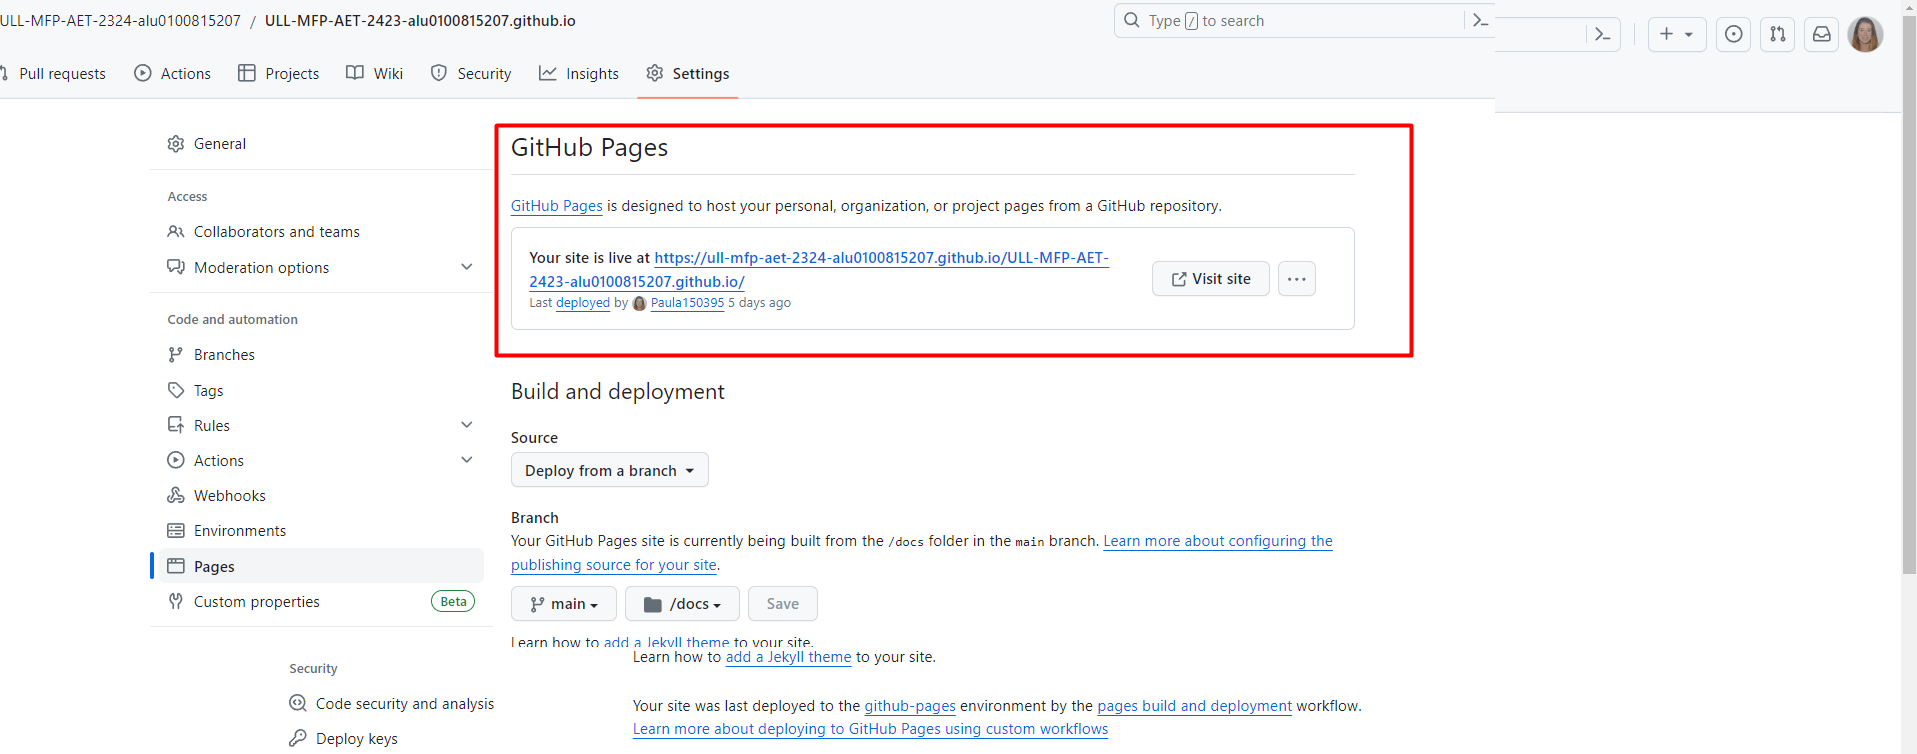 ULL-MFP-AET-2324-alu0100815207 / ULL-MFP-AET-2423-alu0100815207.github.io
Type / to search
Pull requests Actions Projects Wiki Security Insights Settings
General
Access
Collaborators and teams
Moderation options
Code and automation
Branches
Tags
Rules
Actions
Webhooks
Environments
Pages
Custom properties Beta
Security
Code security and analysis
Deploy keys
GitHub Pages
GitHub Pages is designed to host your personal, organization, or project pages from a GitHub repository.
Your site is live at https://ull-mfp-aet-2324-alu0100815207.github.io/ULL-MFP-AET-
2423-alu0100815207.github.io/
Last deployed by Paula150395 5 days ago
Visit site
Build and deployment
Source
Deploy from a branch
Branch
Your GitHub Pages site is currently being built from the /docs folder in the main branch. Learn more about configuring the
publishing source for your site.
main /docs Save
Learn how to add a Jekyll theme to your site.
Learn how to add a Jekyll theme to your site.
Your site was last deployed to the github-pages environment by the pages build and deployment workflow.
Learn more about deploying to GitHub Pages using custom workflows